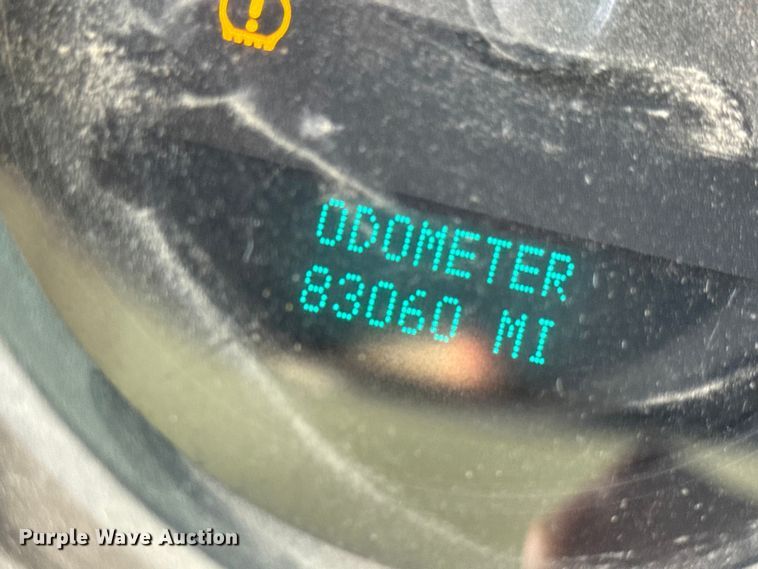 ODOMETER
83060 MI
Purple Wave Auction